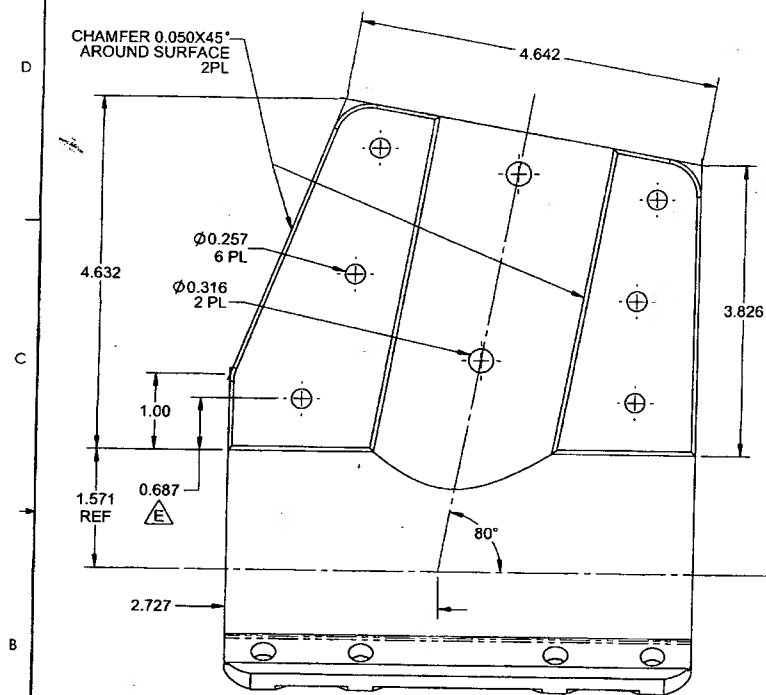 CHAMFER 0.050X45°
AROUND SURFACE
2PL
4.642
D
Ø0.257
6 PL
4.632
Ø0.316
2 PL
3.826
C
1.00
0.687
E
1.571
REF
80°
2.727
B